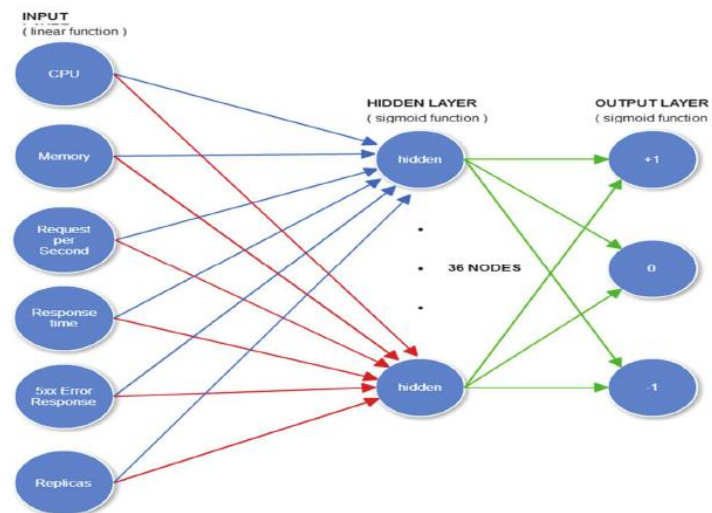 INPUT
( linear function )
CPU
Memory
Request
per
Second
Response
time
5xx Error
Response
Replicas
HIDDEN LAYER
( sigmoid function )
hidden
36 NODES
hidden
OUTPUT LAYER
( sigmoid function
+1
0
-1